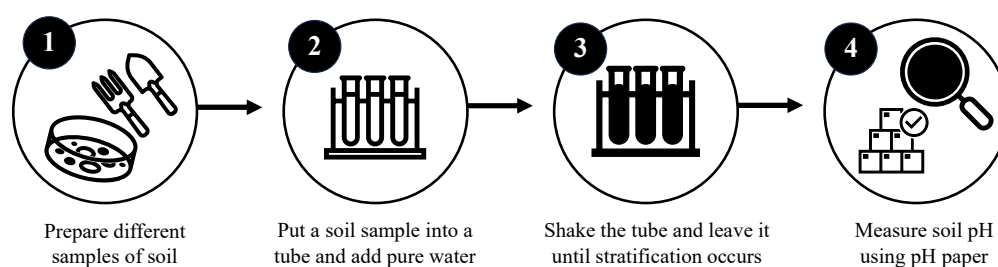 1
2
3
4
Prepare different
samples of soil
Put a soil sample into a
tube and add pure water
Shake the tube and leave it
until stratification occurs
Measure soil pH
using pH paper